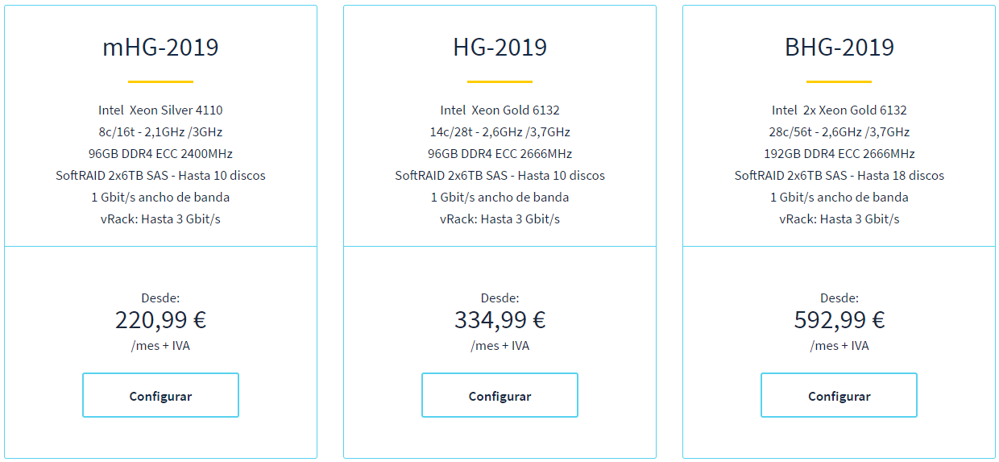 mHG-2019
Intel Xeon Silver 4110
8c/16t - 2,1GHz /3GHz
96GB DDR4 ECC 2400MHz
SoftRAID 2x6TB SAS - Hasta 10 discos
1 Gbit/s ancho de banda
vRack: Hasta 3 Gbit/s
Desde:
220,99 €
/mes + IVA
Configurar
HG-2019
Intel Xeon Gold 6132
14c/28t - 2,6GHz /3,7GHz
96GB DDR4 ECC 2666MHz
SoftRAID 2x6TB SAS - Hasta 10 discos
1 Gbit/s ancho de banda
vRack: Hasta 3 Gbit/s
Desde:
334,99 €
/mes + IVA
Configurar
BHG-2019
Intel 2x Xeon Gold 6132
28c/56t - 2,6GHz /3,7GHz
192GB DDR4 ECC 2666MHz
SoftRAID 2x6TB SAS - Hasta 18 discos
1 Gbit/s ancho de banda
vRack: Hasta 3 Gbit/s
Desde:
592,99 €
/mes + IVA
Configurar